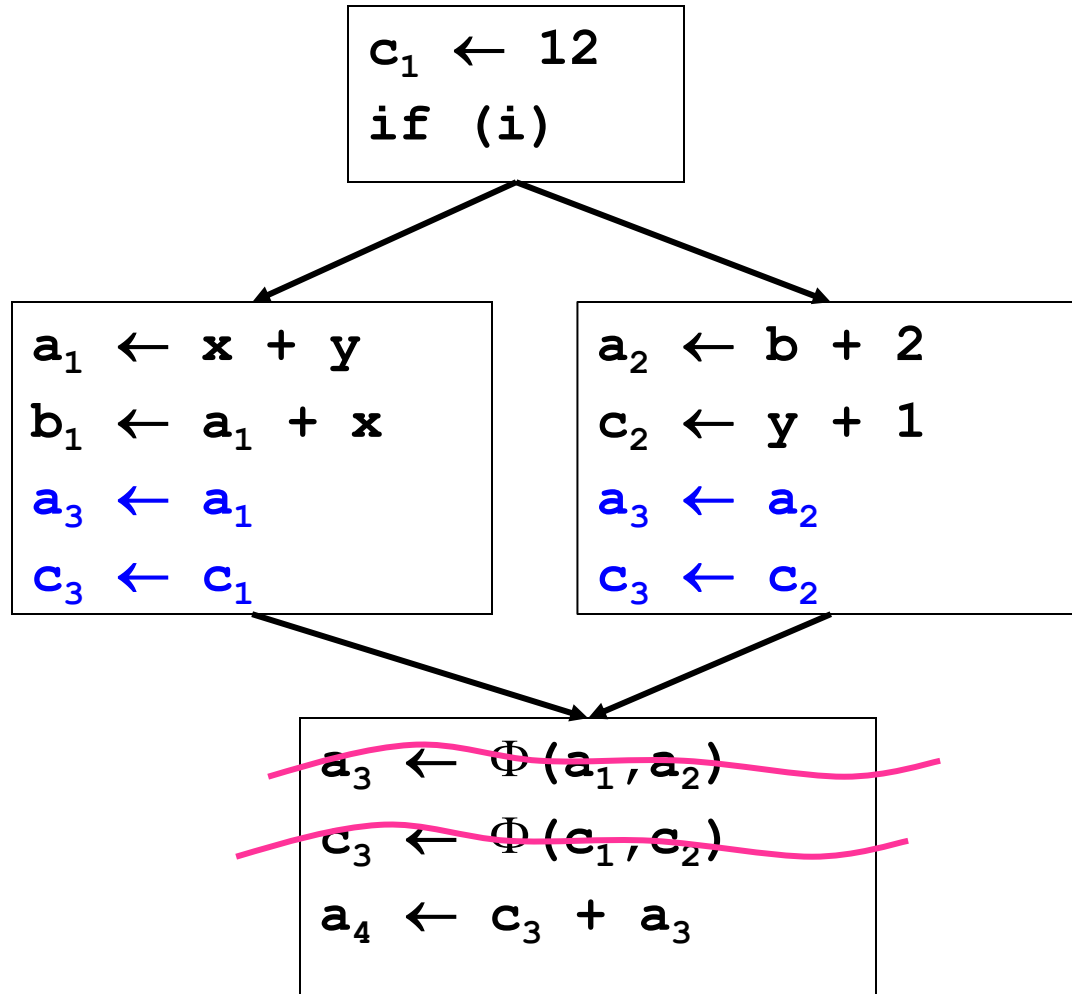 c₁ ← 12
if (i)
a₁ ← x + y
b₁ ← a₁ + x
a₃ ← a₁
c₃ ← c₁
a₂ ← b + 2
c₂ ← y + 1
a₃ ← a₂
c₃ ← c₂
a₃ ← Φ(a₁,a₂)
c₃ ← Φ(c₁,c₂)
a₄ ← c₃ + a₃